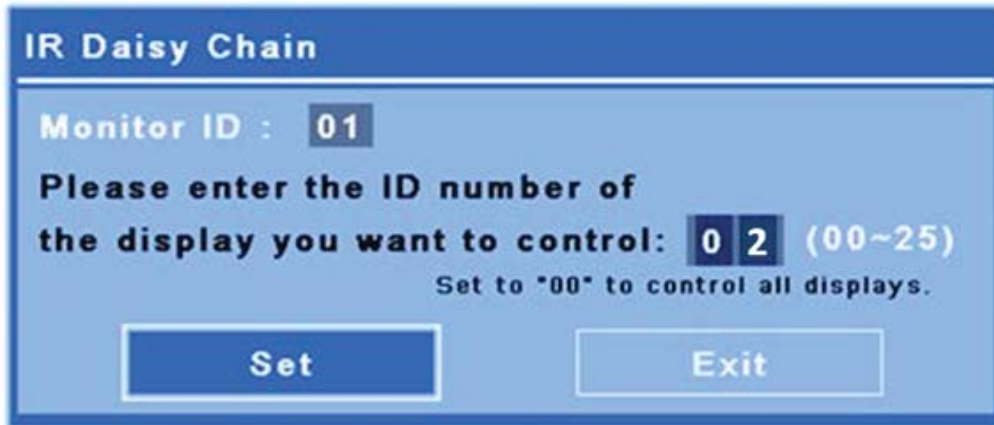 IR Daisy Chain
Monitor ID : 01
Please enter the ID number of
the display you want to control: 0 2 (00~25)
Set to "00" to control all displays.
Set Exit